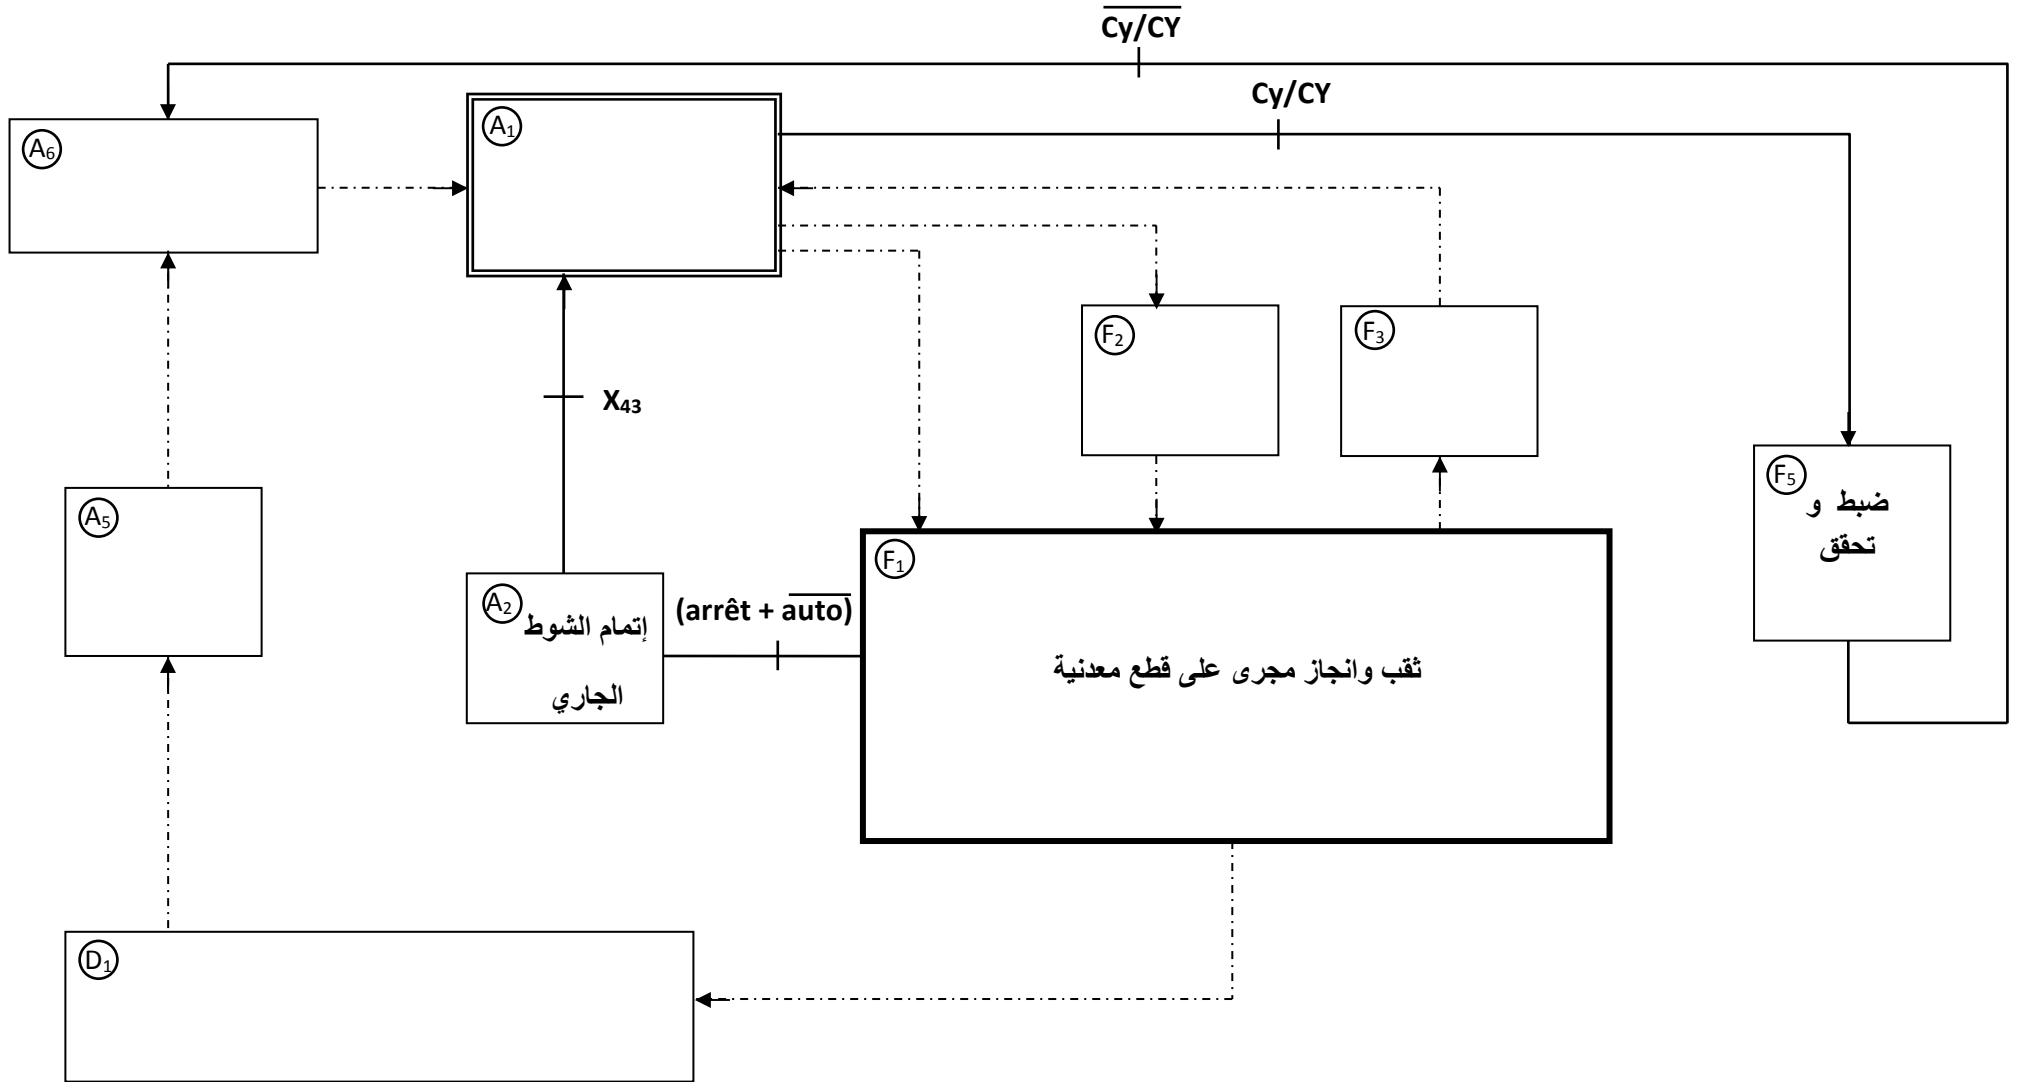 Cy/CY
Cy/CY
A6
A1
F2
F3
X43
F5
ضبط و
تحقق
A5
A2
إتمام الشوط
الجاري
(arrêt + auto)
F1
ثقب وانجاز مجرى على قطع معدنية
D1